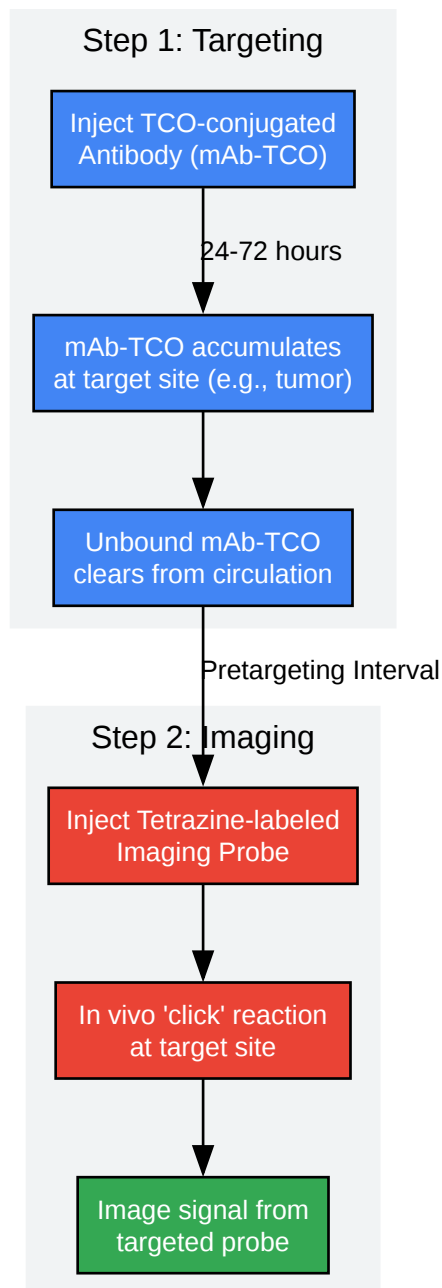 Step 1: Targeting
Inject TCO-conjugated
Antibody (mAb-TCO)
24-72 hours
mAb-TCO accumulates
at target site (e.g., tumor)
Unbound mAb-TCO
clears from circulation
Pretargeting Interval
Step 2: Imaging
Inject Tetrazine-labeled
Imaging Probe
In vivo 'click' reaction
at target site
Image signal from
targeted probe